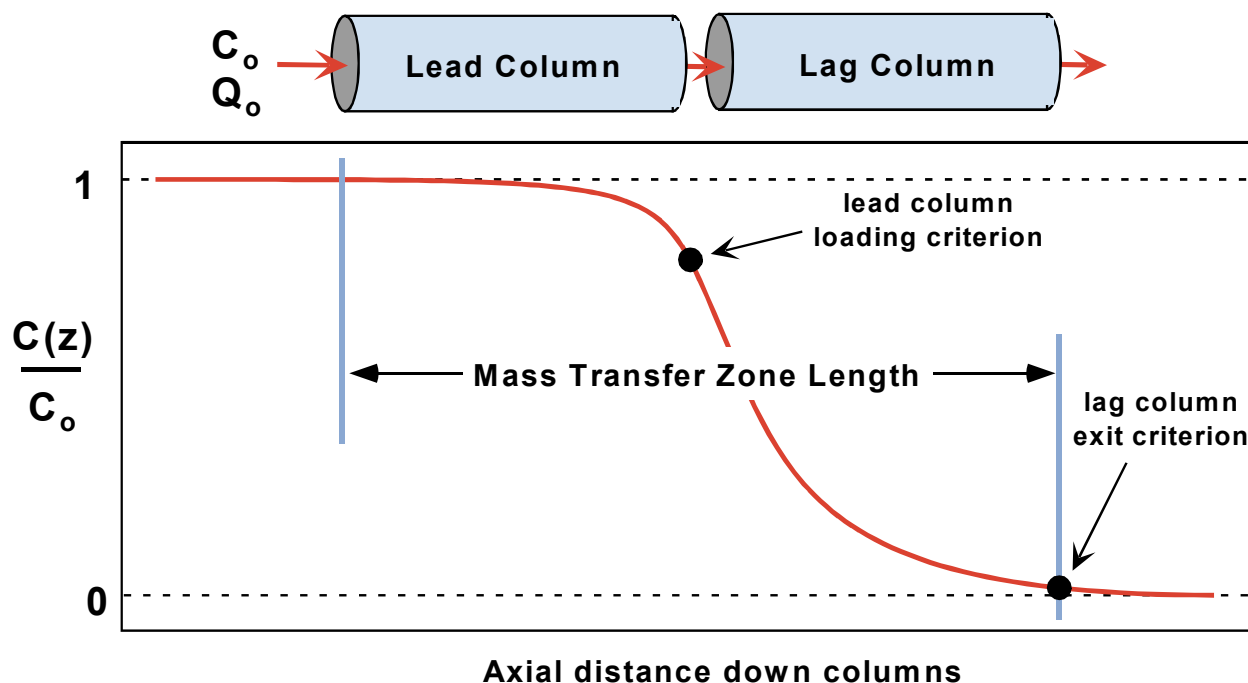 Co
Qo
Lead Column
Lag Column
1
lead column
loading criterion
C(z)
Co
Mass Transfer Zone Length
lag column
exit criterion
0
Axial distance down columns